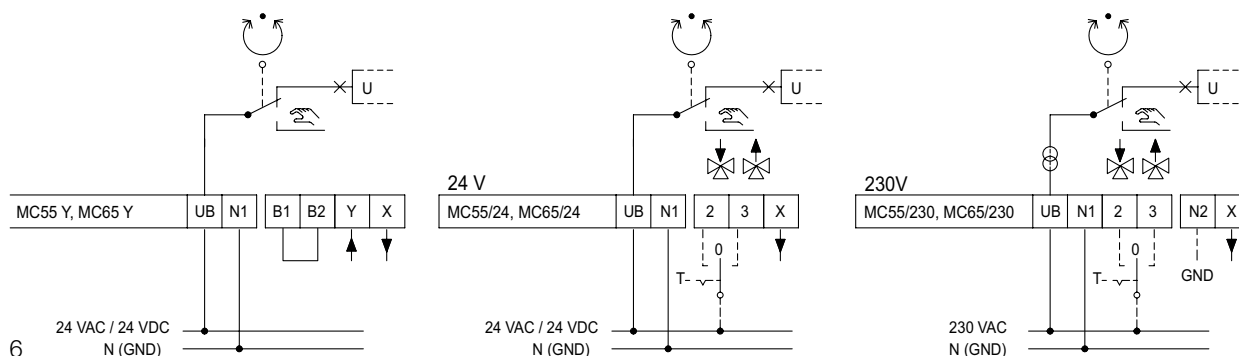 U
MC55 Y, MC65 Y UB N1 B1 B2 Y X
24 VAC / 24 VDC
N (GND)
U
24 V
MC55/24, MC65/24 UB N1 2 3 X
0
T
24 VAC / 24 VDC
N (GND)
U
230V
MC55/230, MC65/230 UB N1 2 3 N2 X
0
T
GND
230 VAC
N (GND)
6